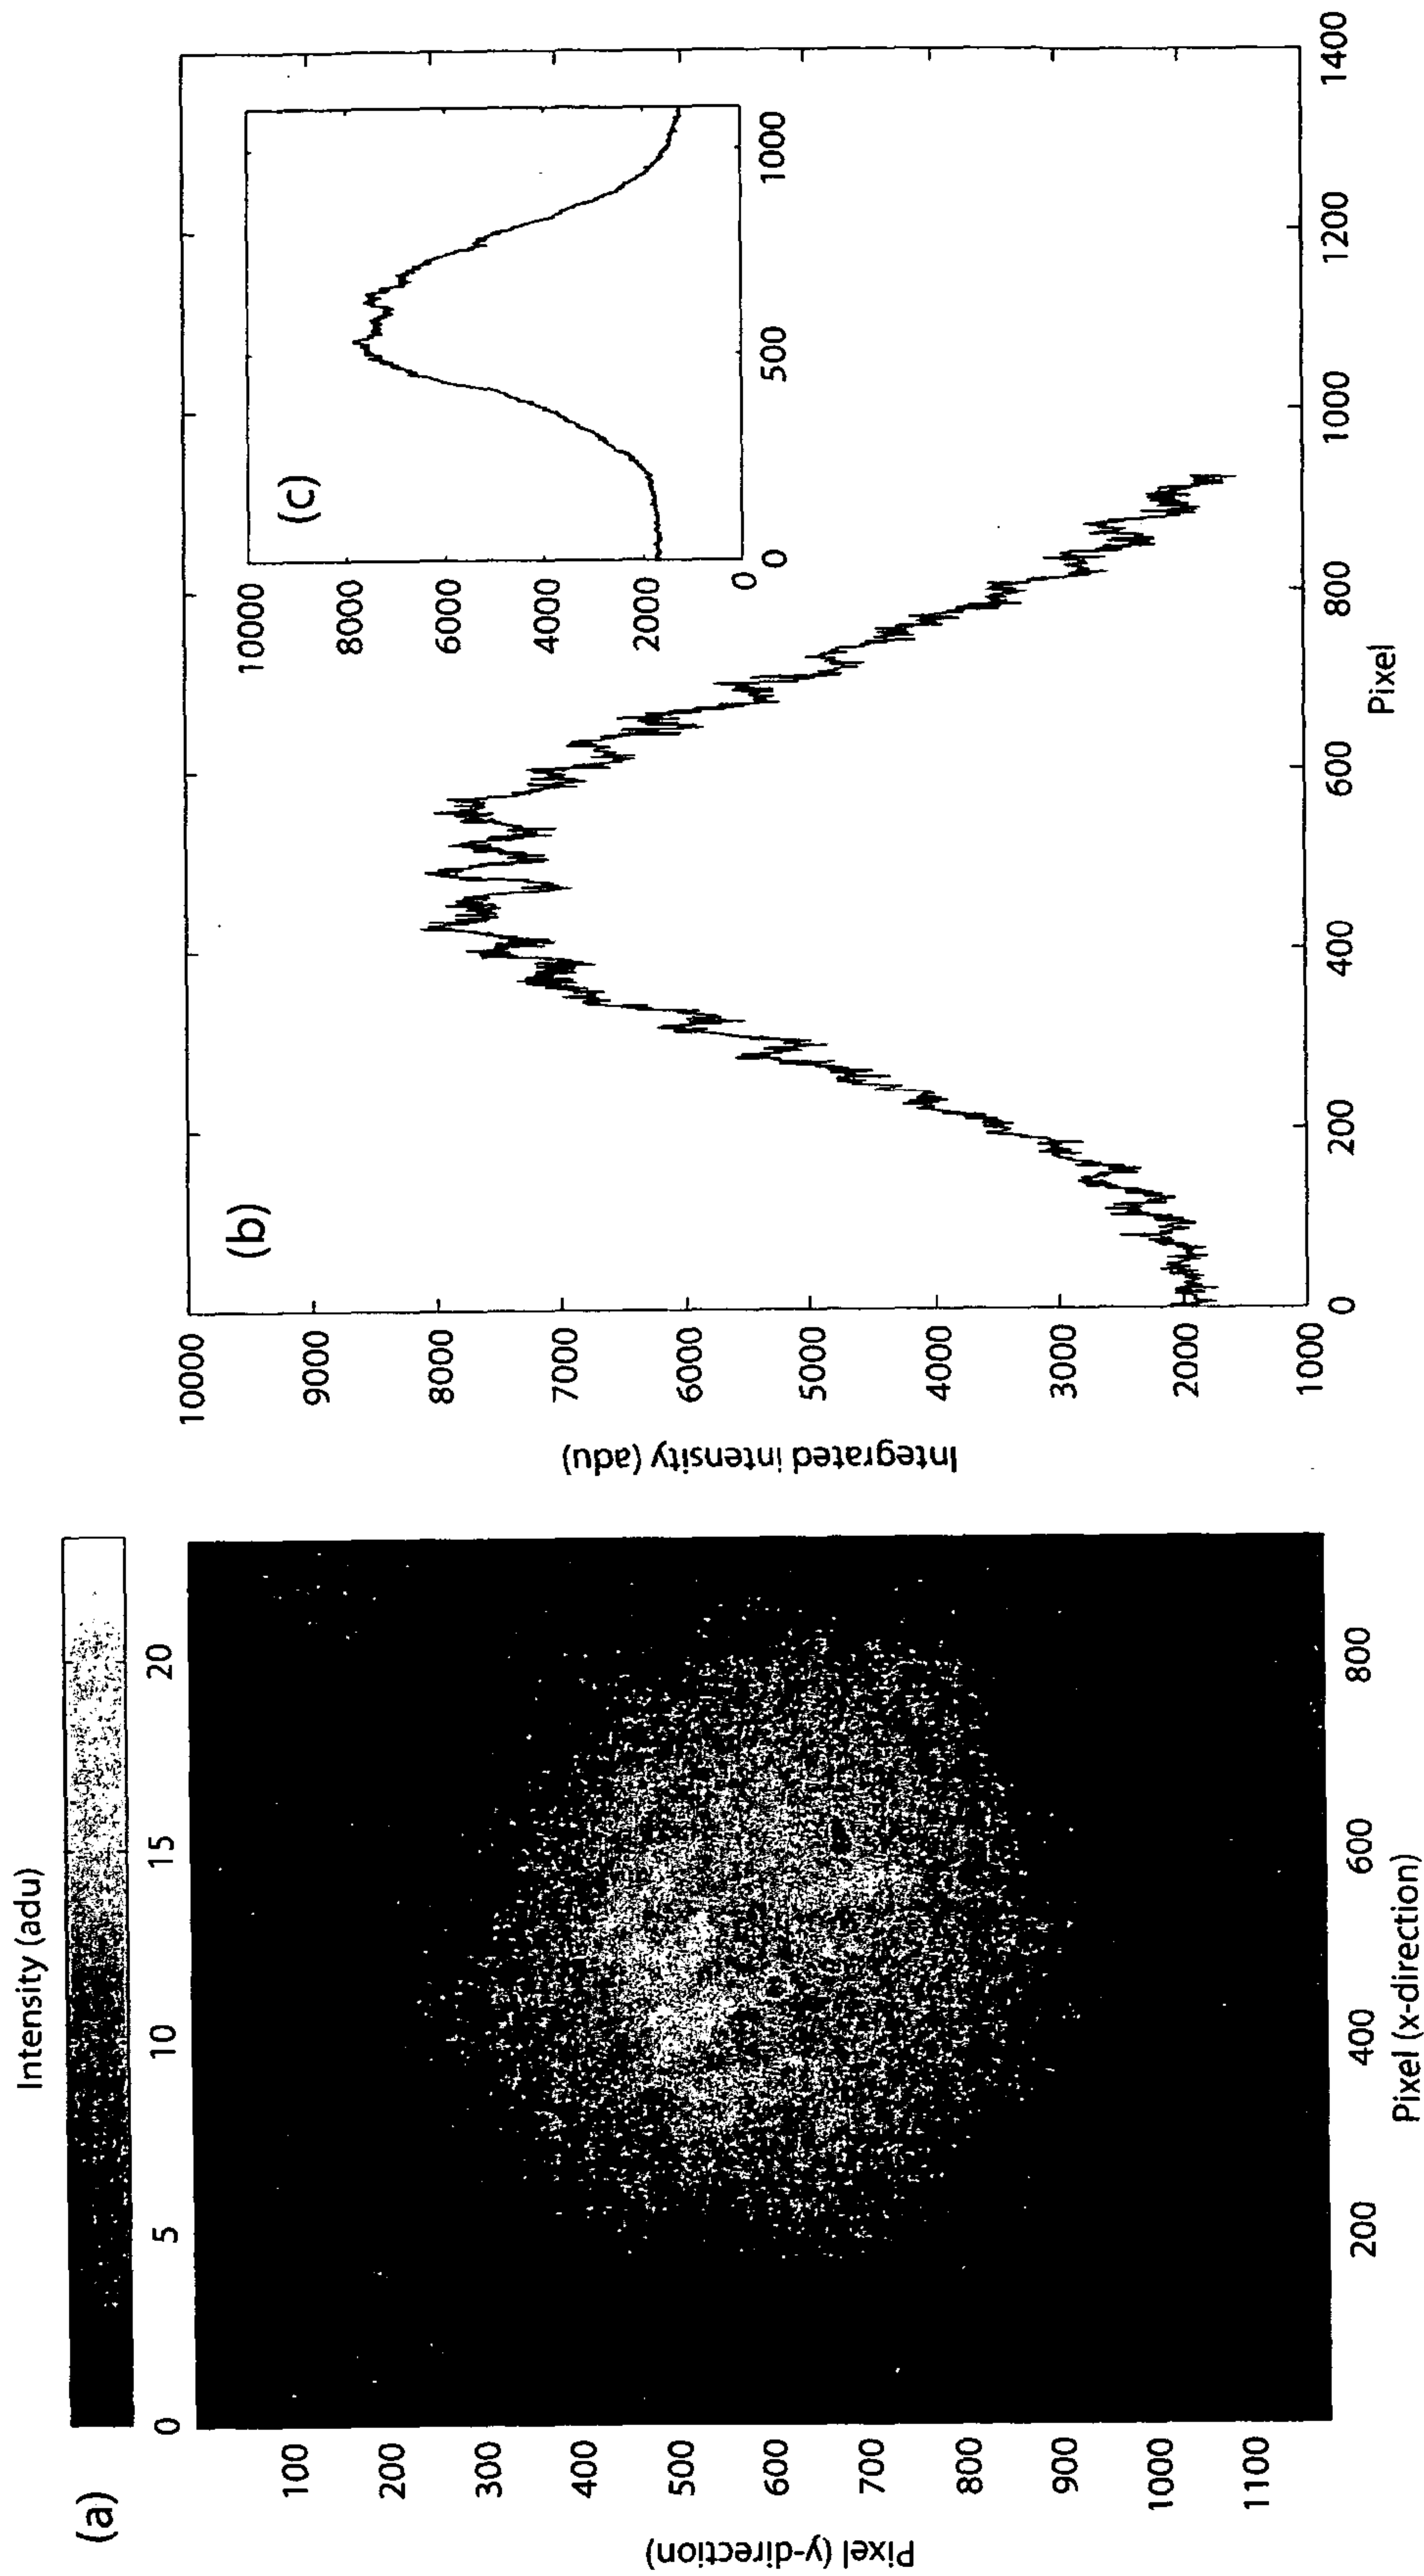 (a)
Intensity (adu)
0 5 10 15 20
Pixel (y-direction)
100
200
300
400
500
600
700
800
900
1000
1100
200 400 600 800
Pixel (x-direction)
(b)
Integrated intensity (adu)
10000
9000
8000
7000
6000
5000
4000
3000
2000
1000
0 200 400 600 800 1000 1200 1400
Pixel
(c)
10000
8000
6000
4000
2000
0
0 500 1000